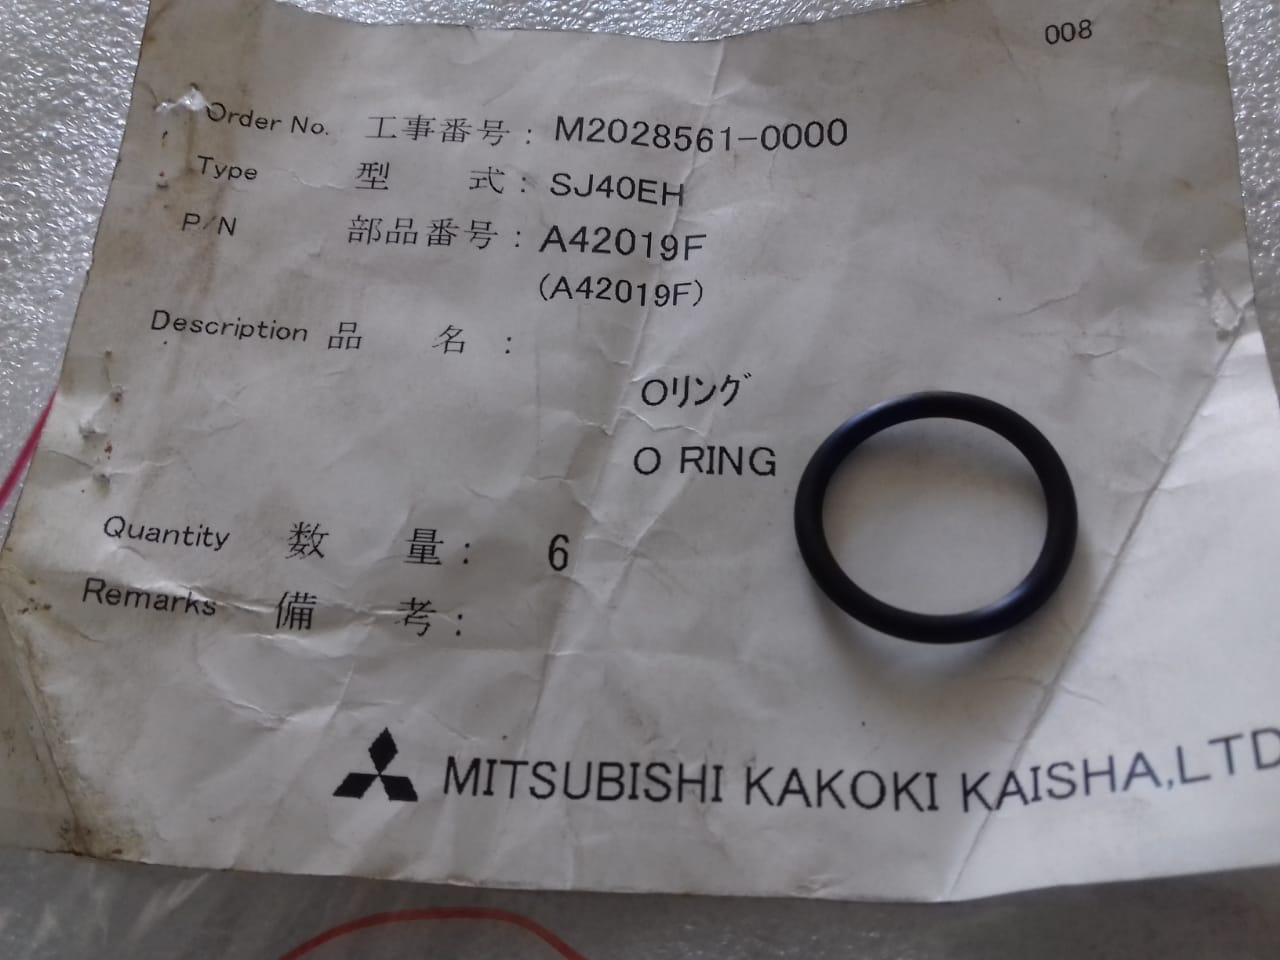 008
Order No. 工事番号 : M2028561-0000
Type 型 式 : SJ40EH
P/N 部品番号 : A42019F
(A42019F)
Description 品 名 :
Oリング
O RING
Quantity 数 量 : 6
Remarks 備 考 :
MITSUBISHI KAKOKI KAISHA,LTD